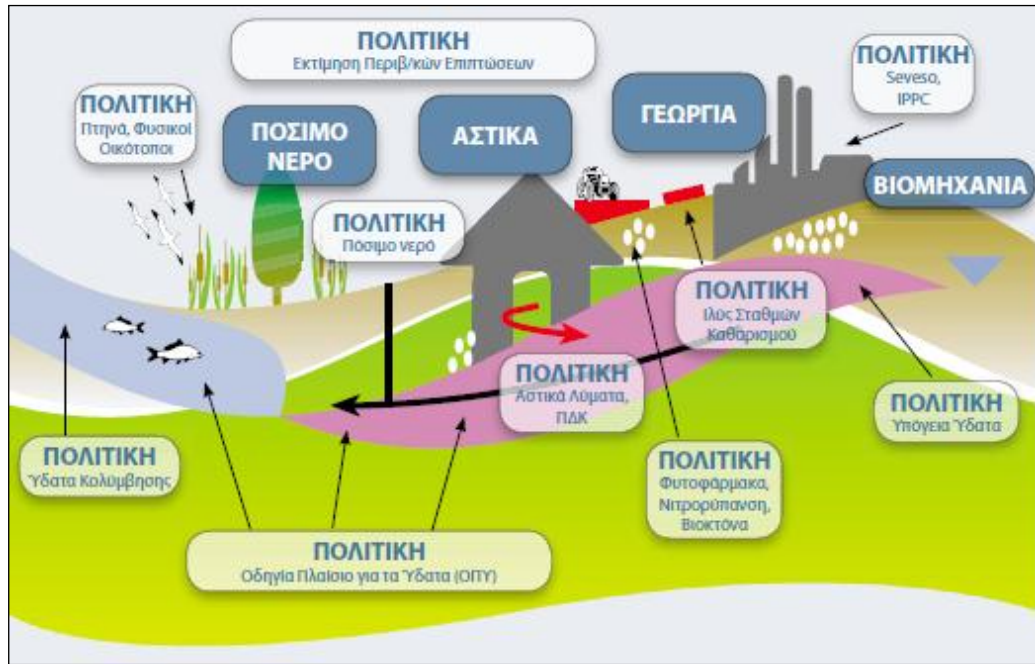 ΠΟΛΙΤΙΚΗ
Εκτίμηση Περιβ/κών Επιπτώσεων
ΠΟΛΙΤΙΚΗ
Seveso,
IPPC
ΠΟΛΙΤΙΚΗ
Πτηνά, Φυσικοί
Οικότοποι
ΠΟΣΙΜΟ
ΝΕΡΟ
ΑΣΤΙΚΑ
ΓΕΩΡΓΙΑ
ΒΙΟΜΗΧΑΝΙΑ
ΠΟΛΙΤΙΚΗ
Πόσιμο νερό
ΠΟΛΙΤΙΚΗ
Ιλύς Σταθμών
Καθαρισμού
ΠΟΛΙΤΙΚΗ
Αστικά Λύματα,
ΠΔΚ
ΠΟΛΙΤΙΚΗ
Υπόγεια Ύδατα
ΠΟΛΙΤΙΚΗ
Ύδατα Κολύμβησης
ΠΟΛΙΤΙΚΗ
Φυτοφάρμακα,
Νιτρορύπανση,
Βιοκτόνα
ΠΟΛΙΤΙΚΗ
Οδηγία Πλαίσιο για τα Ύδατα (ΟΠΥ)